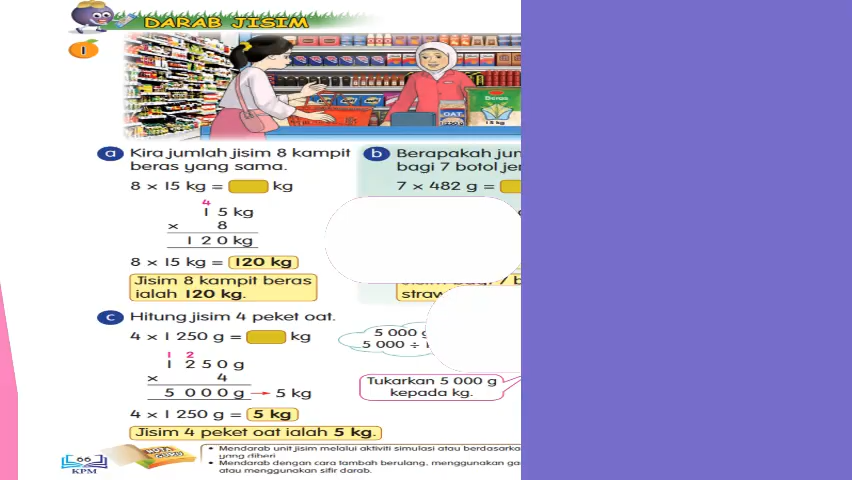 DARAB JISIM
1
OAT
Beras
15 kg
a Kira jumlah jisim 8 kampit
beras yang sama.
8 × 15 kg = kg
4
1 5 kg
× 8
1 2 0 kg
8 × 15 kg = 120 kg
Jisim 8 kampit beras
ialah 120 kg.
b Berapakah
bagi 7 botol
7 × 482 g =
c Hitung jisim 4 peket oat.
4 × 1 250 g = kg
1 2
1 2 5 0 g
× 4
5 0 0 0 g → 5 kg
4 × 1 250 g = 5 kg
Jisim 4 peket oat ialah 5 kg.
5 000
5 000 ÷
Tukarkan 5 000 g
kepada kg.
66
KPM
NOTA
GURU
• Mendarab unit jisim melalui aktiviti simulasi atau
yang diberi
• Mendarab dengan cara tambah berulang, menggunakan
atau menggunakan sifir darab.